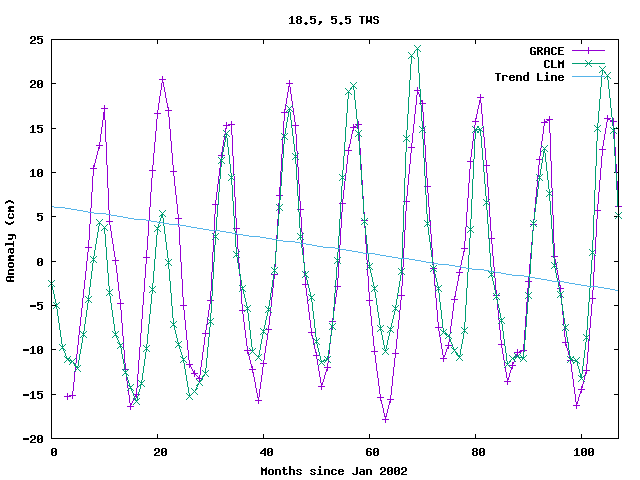 18.5, 5.5 TWS
GRACE
CLM
Trend Line
Anomaly (cm)
25
20
15
10
5
0
-5
-10
-15
-20
0 20 40 60 80 100
Months since Jan 2002